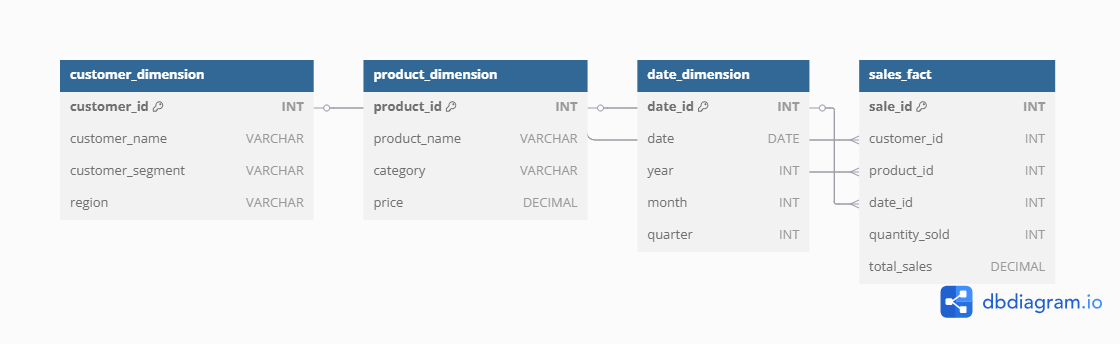 customer_dimension
customer_id INT
customer_name VARCHAR
customer_segment VARCHAR
region VARCHAR
product_dimension
product_id INT
product_name VARCHAR
category VARCHAR
price DECIMAL
date_dimension
date_id INT
date DATE
year INT
month INT
quarter INT
sales_fact
sale_id INT
customer_id INT
product_id INT
date_id INT
quantity_sold INT
total_sales DECIMAL
dbdiagram.io